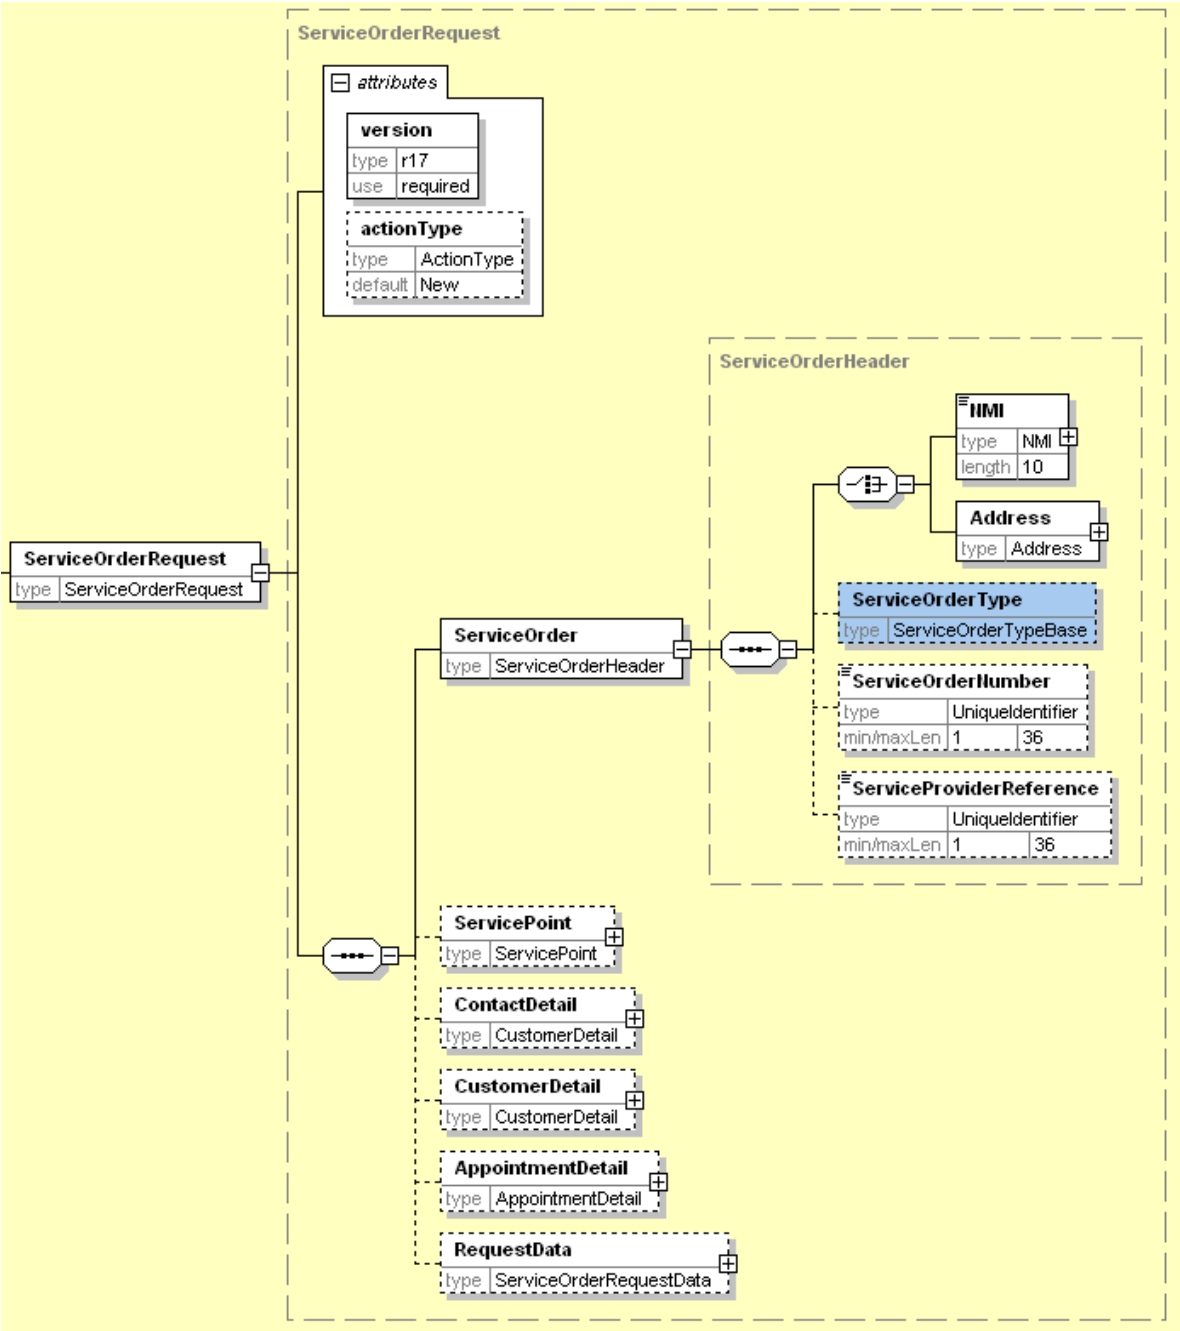 ServiceOrderRequest
attributes
version
type r17
use required
actionType
type ActionType
default New
ServiceOrderHeader
NMI
type NMI
length 10
Address
type Address
ServiceOrderRequest
type ServiceOrderRequest
ServiceOrderType
type ServiceOrderTypeBase
ServiceOrder
type ServiceOrderHeader
ServiceOrderNumber
type UniqueIdentifier
min/maxLen 1 36
ServiceProviderReference
type UniqueIdentifier
min/maxLen 1 36
ServicePoint
type ServicePoint
ContactDetail
type CustomerDetail
CustomerDetail
type CustomerDetail
AppointmentDetail
type AppointmentDetail
RequestData
type ServiceOrderRequestData